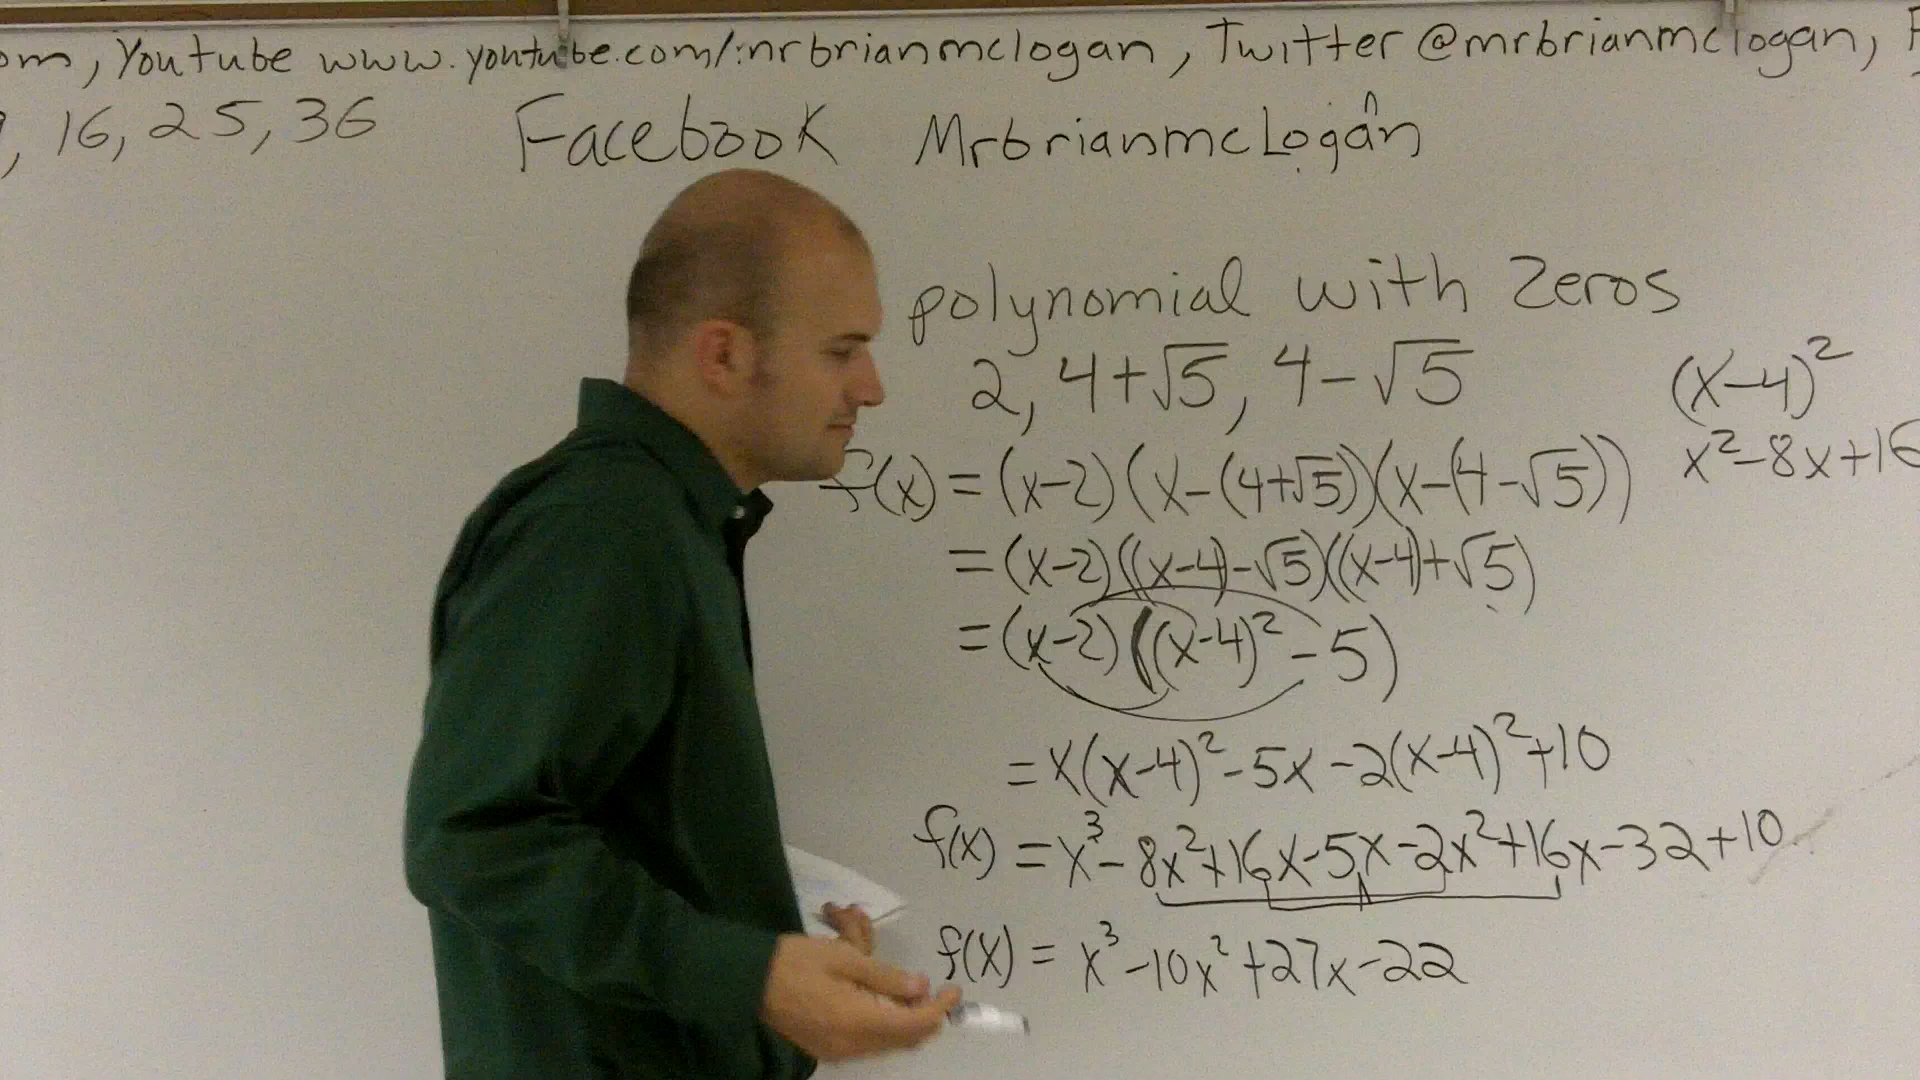 om, Youtube www.youtube.com/mrbrianmclogan, Twitter @mrbrianmclogan, F
, 16, 25, 36 Facebook MrbrianmcLogan
polynomial with zeros
2, 4+√5, 4-√5
(x-4)²
x²-8x+16
f(x) = (x-2)(x-(4+√5))(x-(4-√5))
= (x-2)((x-4)-√5)((x-4)+√5)
= (x-2)((x-4)²-5)
= x(x-4)²-5x-2(x-4)²+10
f(x) = x³-8x²+16x-5x-2x²+16x-32+10
f(x) = x³-10x²+27x-22